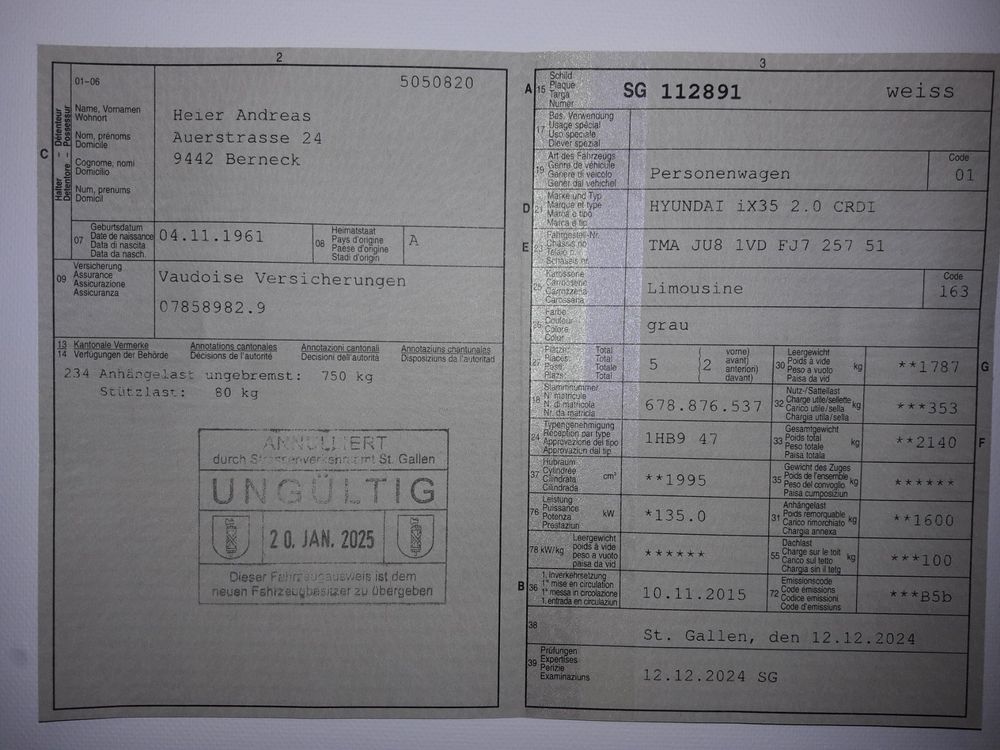 2
01-06
5050820
C
Halter – Détenteur
Detentore – Possessur
Name, Vornamen
Wohnort
Nom, prénoms
Domicile
Cognome, nomi
Domicilio
Num, prenums
Domicil
Heier Andreas
Auerstrasse 24
9442 Berneck
07
Geburtsdatum
Date de naissance
Data di nascita
Data da nasch.
04.11.1961
08
Heimatstaat
Pays d'origine
Paese d'origine
Stadi d'origin
A
09
Versicherung
Assurance
Assicurazione
Assicuranza
Vaudoise Versicherungen
07858982.9
13 Kantonale Vermerke Annotations cantonales Annotazioni cantonali Annotaziuns chantunales
14 Verfügungen der Behörde Décisions de l'autorité Decisioni dell'autorità Disposiziuns da l'autoritad
234 Anhängelast ungebremst: 750 kg
Stützlast: 80 kg
ANNULLIERT
durch Strassenverkehrsamt St. Gallen
UNGÜLTIG
20. JAN. 2025
Dieser Fahrzeugausweis ist dem
neuen Fahrzeugbesitzer zu übergeben
3
A 15
Schild
Plaque
Targa
Numer
SG 112891 weiss
17
Bes. Verwendung
Usage spécial
Uso speciale
Diever spezial
19
Art des Fahrzeugs
Genre de véhicule
Genere di veicolo
Gener dal vehichel
Personenwagen
Code
01
D 21
Marke und Typ
Marque et type
Marca e tipo
Marca e tip
HYUNDAI iX35 2.0 CRDI
E 23
Fahrgestell-Nr.
Châssis no
Telaio n.
Schassis nr.
TMA JU8 1VD FJ7 257 51
25
Karosserie
Carrosserie
Carrozzeria
Carossaria
Limousine
Code
163
26
Farbe
Couleur
Colore
Colur
grau
27
Plätze: Total
Places: Total
Posti: Totale
Plazs: Total
5
(2
vorne)
avant)
anteriori)
davant)
30
Leergewicht
Poids à vide
Peso a vuoto
Paisa da vid
kg
**1787
G
18
Stammnummer
N° matricule
N. di matricola
Nr. da matricla
678.876.537
32
Nutz-/Sattellast
Charge utile/sellette
Carico utile/sella
Chargia utila/sella
kg
***353
24
Typengenehmigung
Réception par type
Approvazione del tipo
Approvaziun dal tip
1HB9 47
33
Gesamtgewicht
Poids total
Peso totale
Paisa totala
kg
**2140
F
37
Hubraum
Cylindrée
Cilindrata
Cilindrada
cm³
**1995
35
Gewicht des Zuges
Poids de l'ensemble
Peso del convoglio
Paisa cumposiziun
kg
******
76
Leistung
Puissance
Potenza
Prestaziun
kW
*135.0
31
Anhängelast
Poids remorquable
Carico rimorchiato
Chargia annexa
kg
**1600
78 kW/kg
Leergewicht
poids à vide
peso a vuoto
paisa da vid
******
55
Dachlast
Charge sur le toit
Carico sul tetto
Chargia sin il tetg
kg
***100
B 36
1. Inverkehrsetzung
1re mise en circulation
1a messa in circolazione
1. entrada en circulaziun
10.11.2015
72
Emissionscode
Code émissions
Codice emissioni
Code d'emissiuns
***B5b
38
St. Gallen, den 12.12.2024
39
Prüfungen
Expertises
Perizie
Examinaziuns
12.12.2024 SG